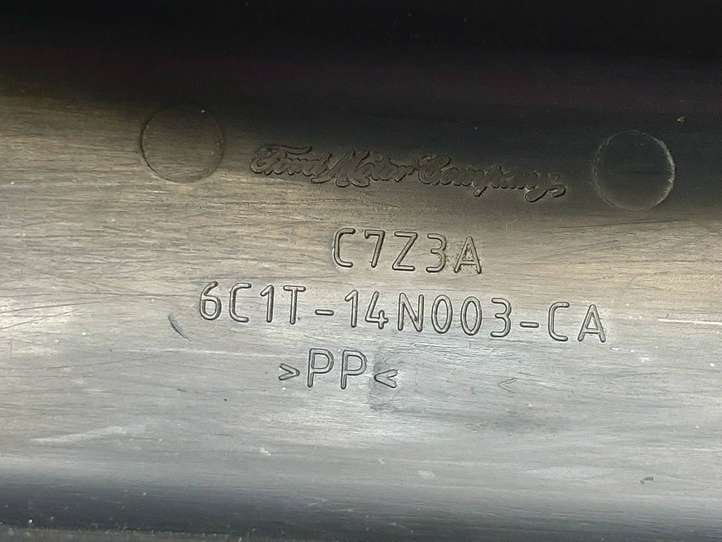 Ford Motor Company
C7Z3A
6C1T-14N003-CA
>PP<